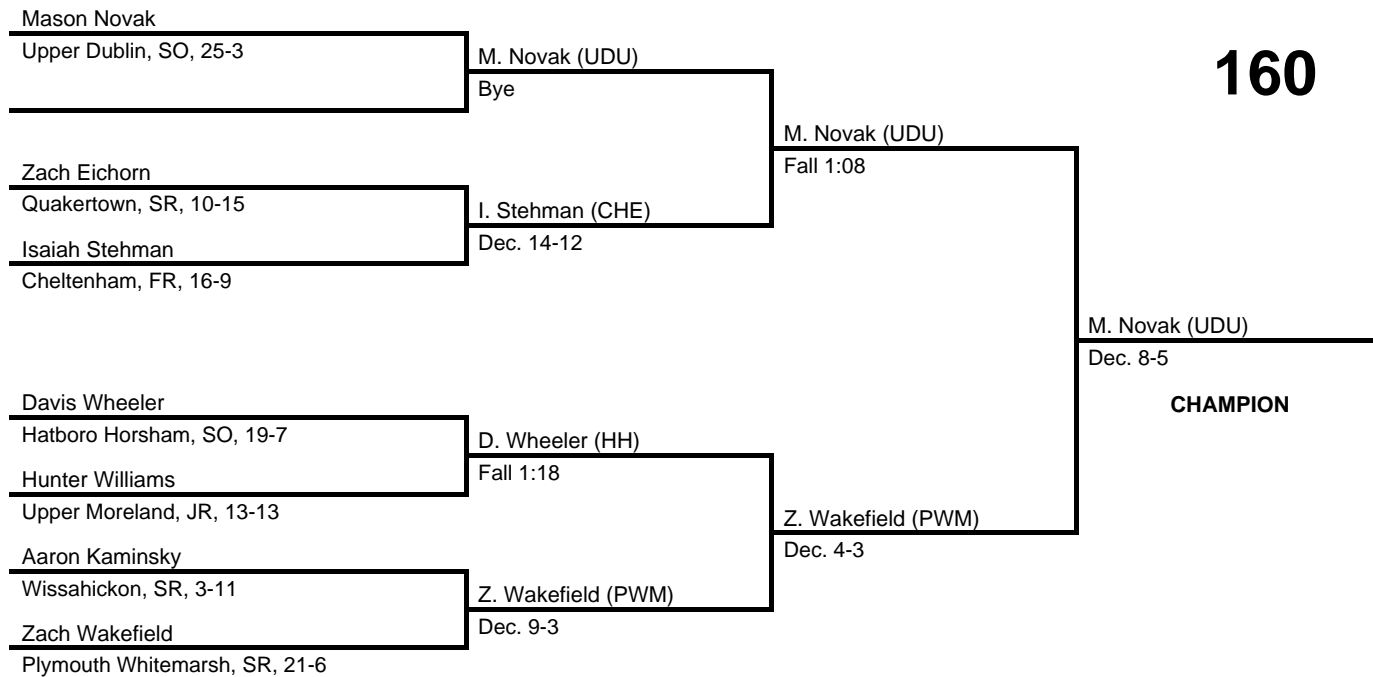 Mason Novak
Upper Dublin, SO, 25-3
M. Novak (UDU)
Bye
160
M. Novak (UDU)
Fall 1:08
Zach Eichorn
Quakertown, SR, 10-15
I. Stehman (CHE)
Dec. 14-12
Isaiah Stehman
Cheltenham, FR, 16-9
M. Novak (UDU)
Dec. 8-5
CHAMPION
Davis Wheeler
Hatboro Horsham, SO, 19-7
D. Wheeler (HH)
Fall 1:18
Hunter Williams
Upper Moreland, JR, 13-13
Z. Wakefield (PWM)
Dec. 4-3
Aaron Kaminsky
Wissahickon, SR, 3-11
Z. Wakefield (PWM)
Dec. 9-3
Zach Wakefield
Plymouth Whitemarsh, SR, 21-6